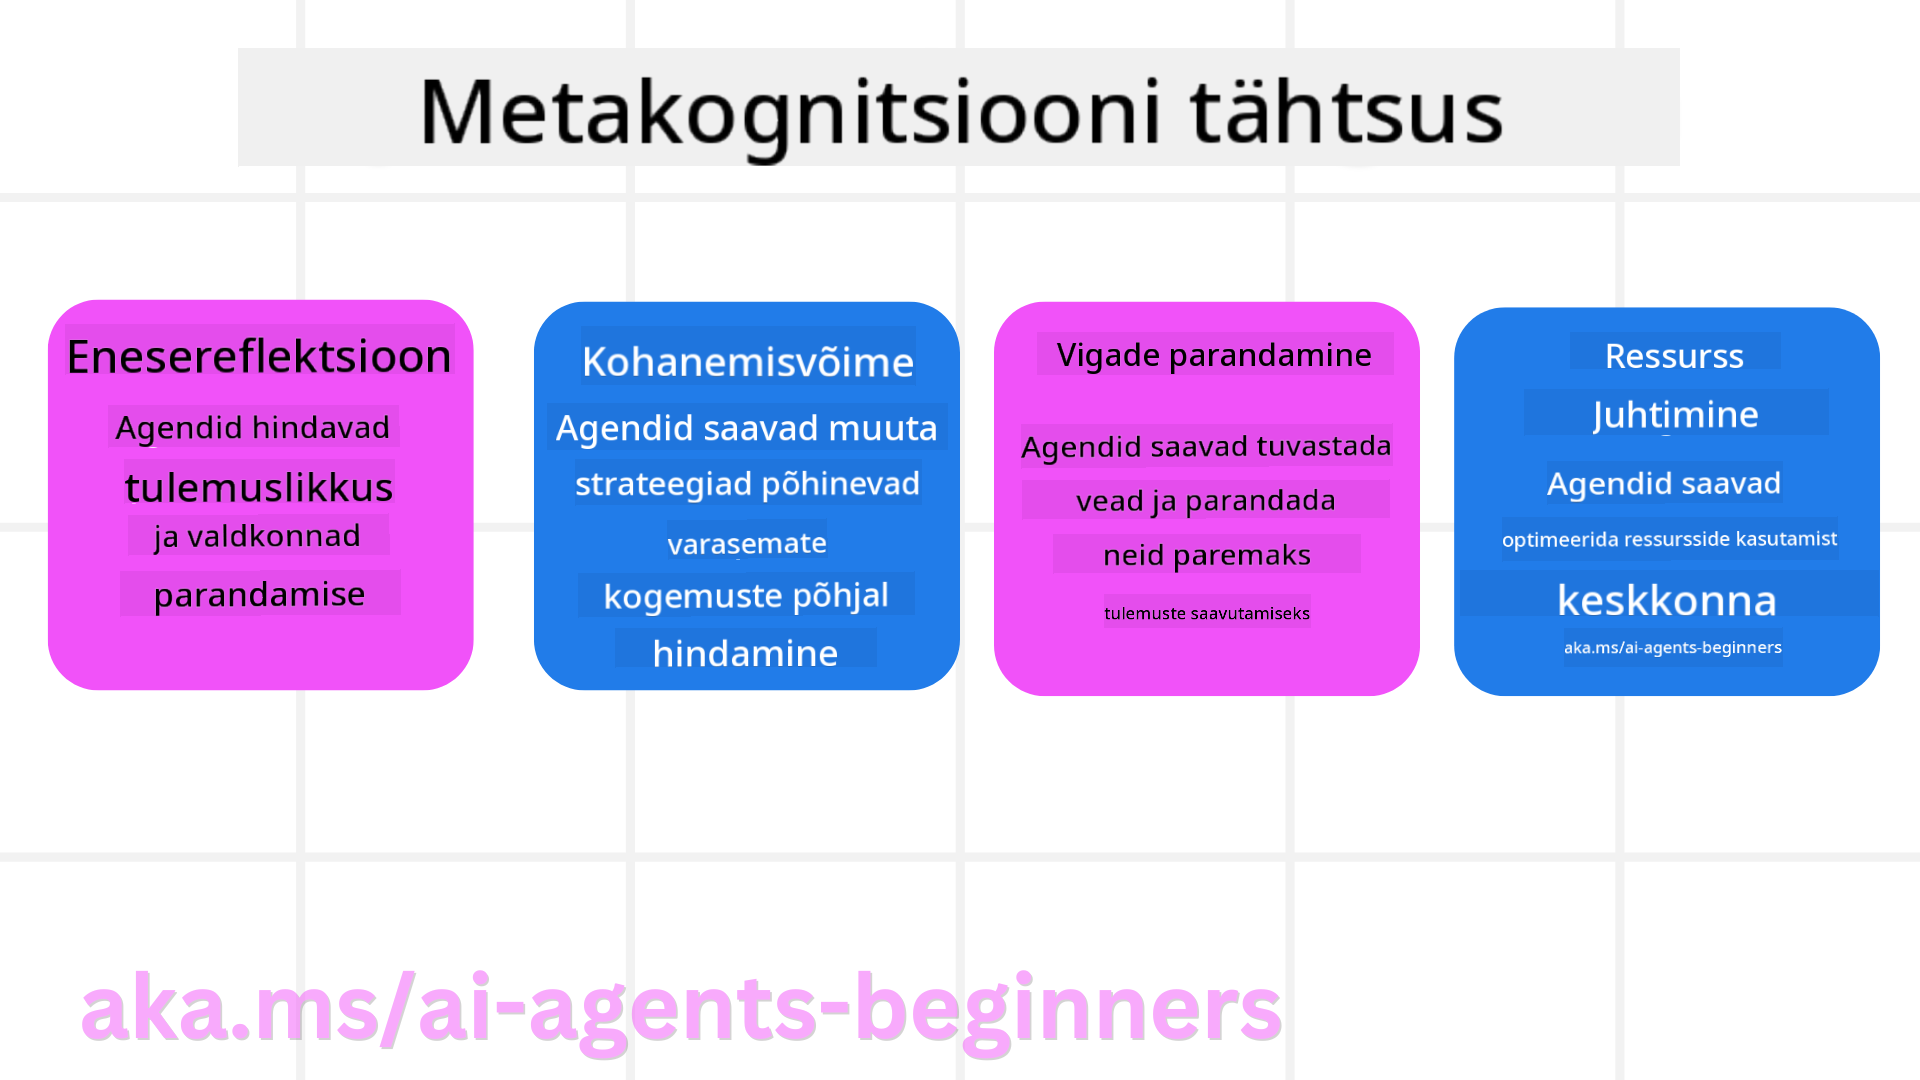 Metakognitsiooni tähtsus
Enesereflektsioon
Agendid hindavad
tulemuslikkus
ja valdkonnad
parandamise
Kohanemisvõime
Agendid saavad muuta
strateegiad põhinevad
varasemate
kogemuste põhjal
hindamine
Vigade parandamine
Agendid saavad tuvastada
vead ja parandada
neid paremaks
tulemuste saavutamiseks
Ressurss
Juhtimine
Agendid saavad
optimeerida ressursside kasutamist
keskkonna
aka.ms/ai-agents-beginners
aka.ms/ai-agents-beginners